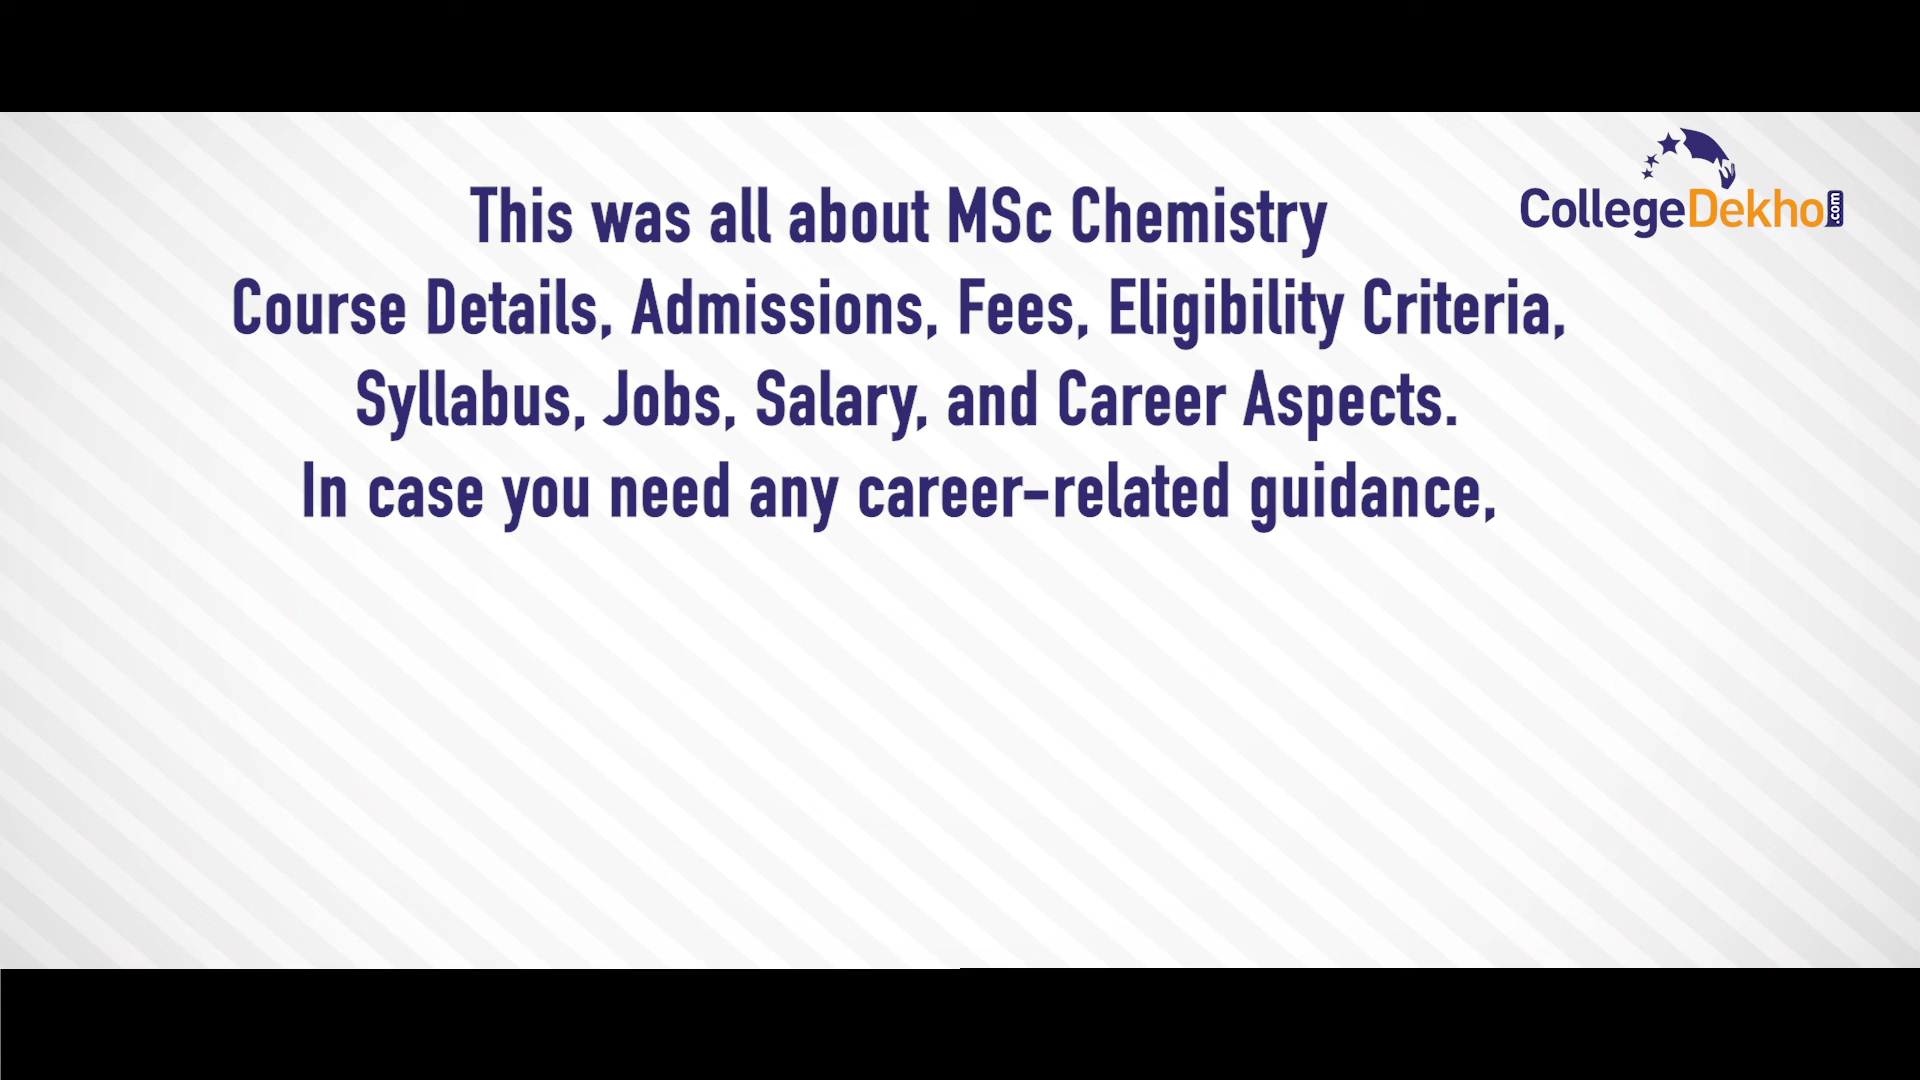 CollegeDekho.com
This was all about MSc Chemistry
Course Details, Admissions, Fees, Eligibility Criteria,
Syllabus, Jobs, Salary, and Career Aspects.
In case you need any career-related guidance,